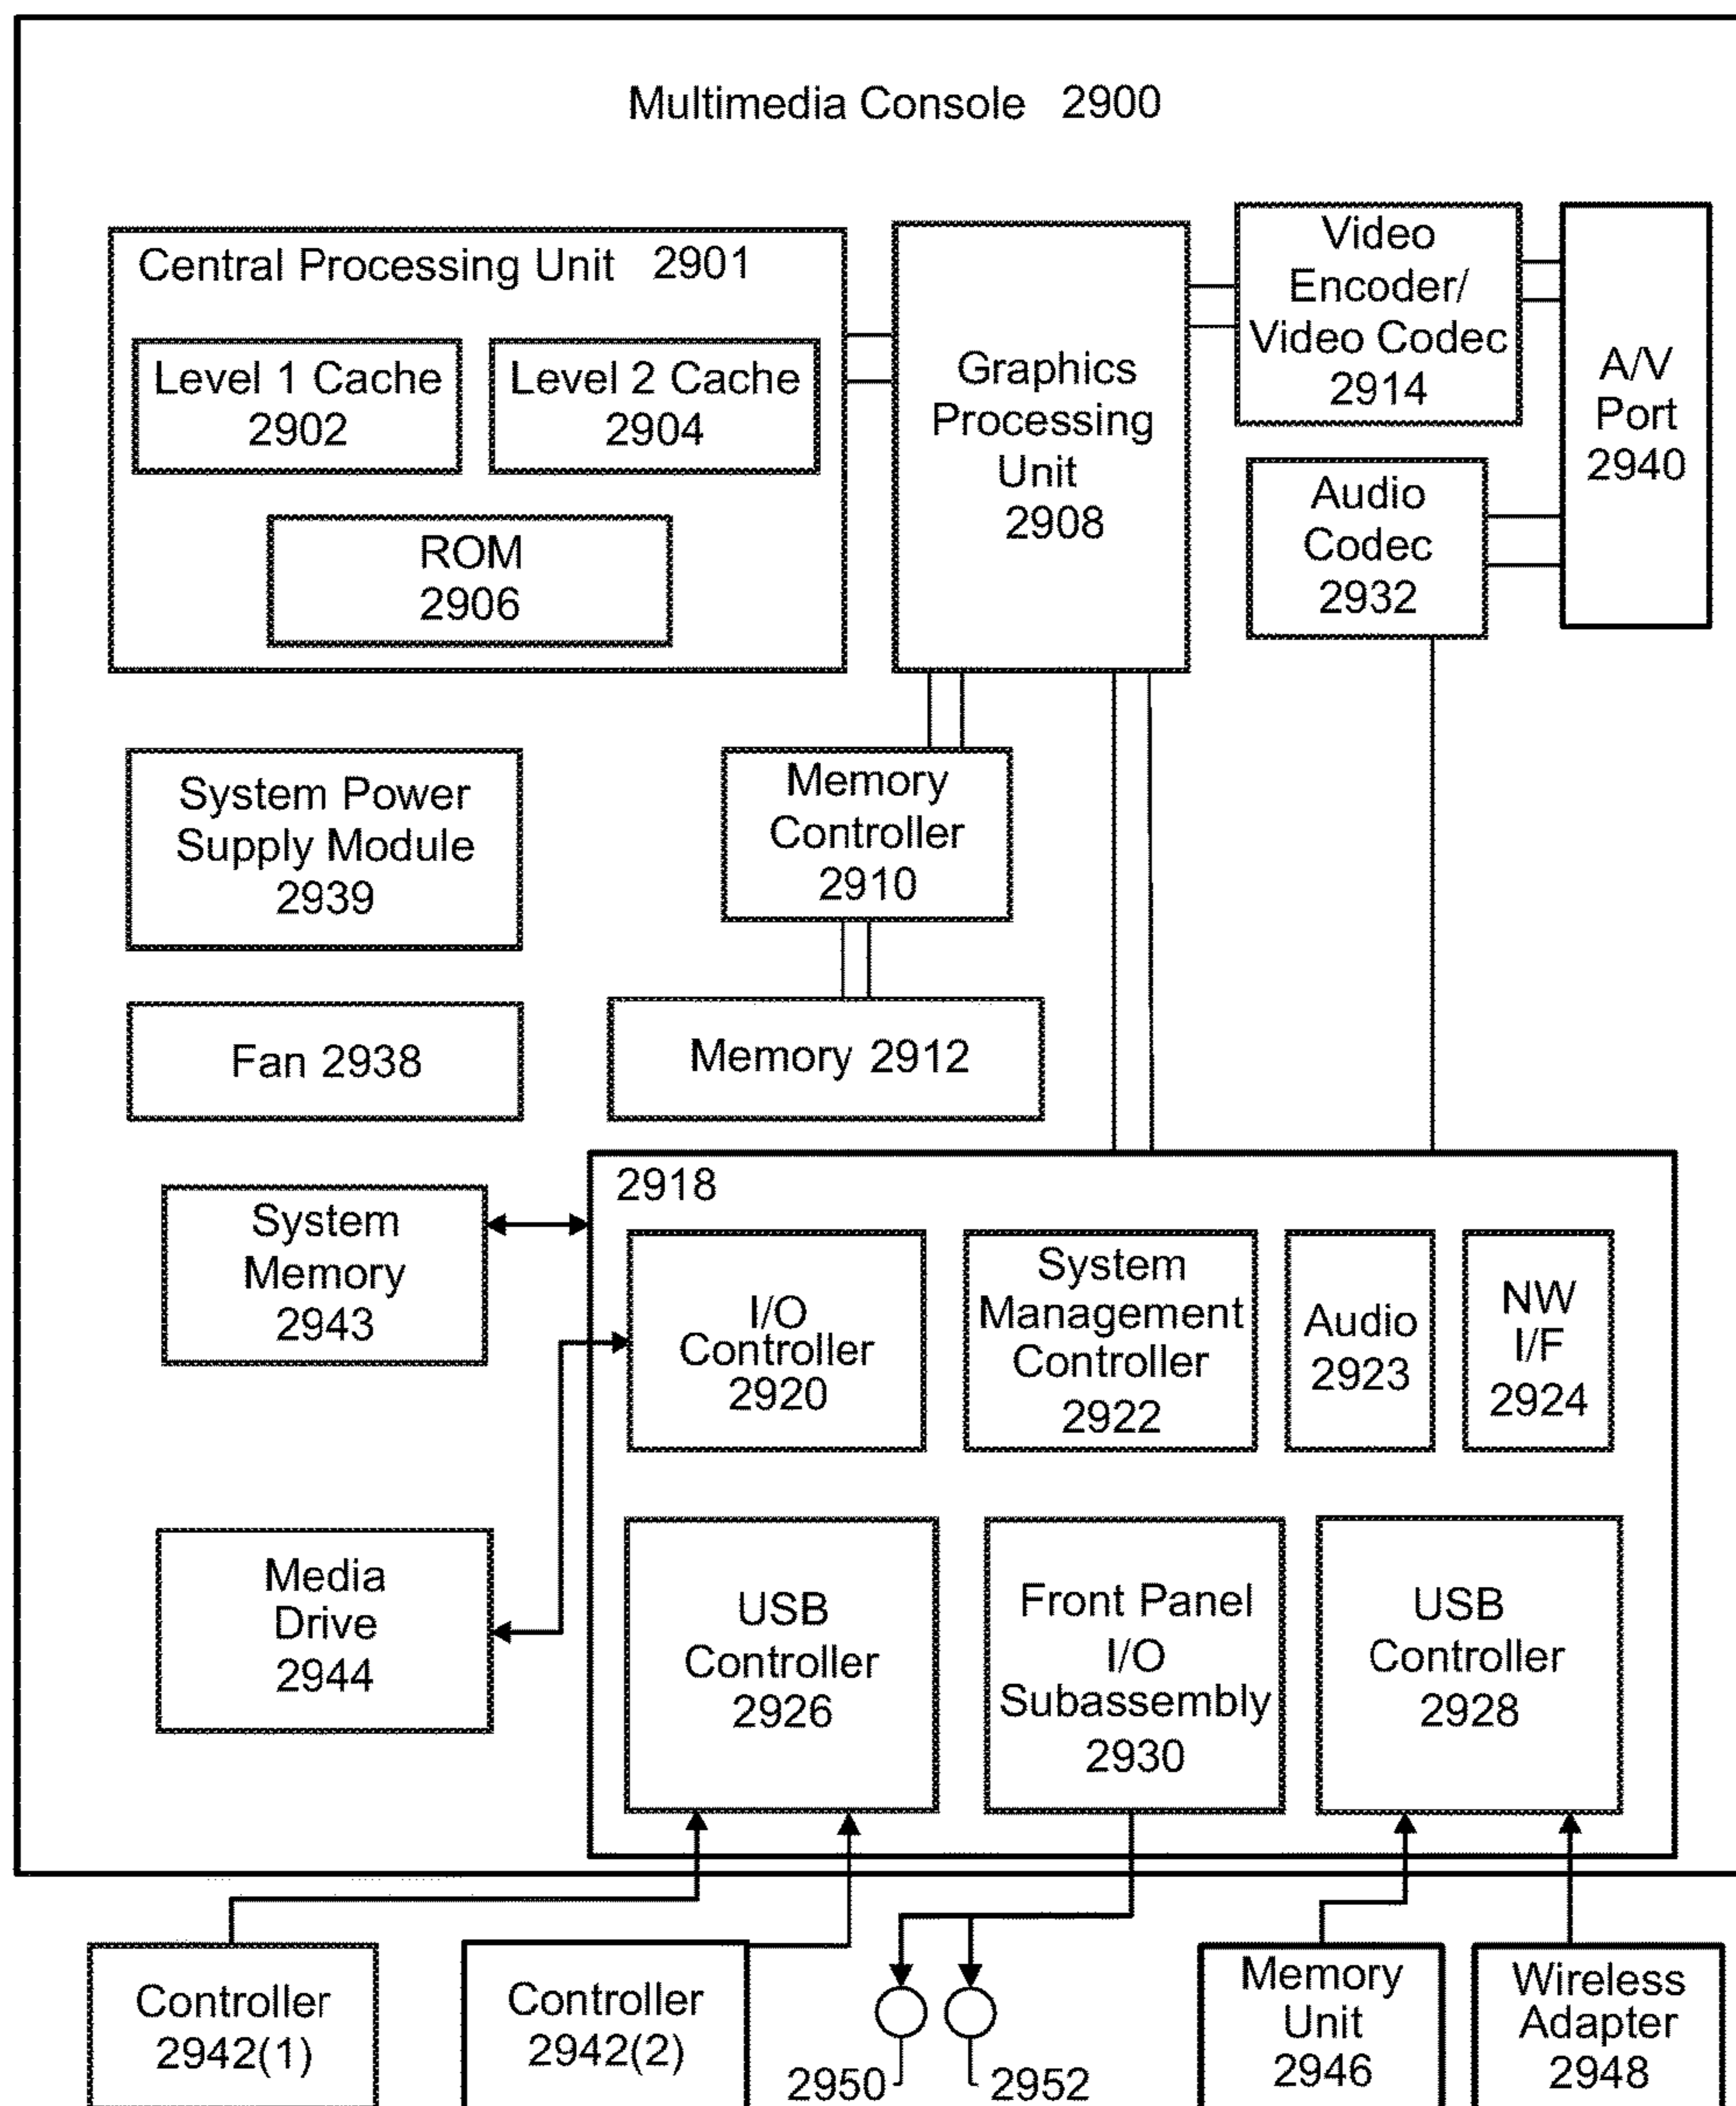 Multimedia Console 2900
Central Processing Unit 2901
Level 1 Cache
2902
Level 2 Cache
2904
ROM
2906
Graphics
Processing
Unit
2908
Video
Encoder/
Video Codec
2914
A/V
Port
2940
Audio
Codec
2932
System Power
Supply Module
2939
Memory
Controller
2910
Fan 2938
Memory 2912
System
Memory
2943
2918
I/O
Controller
2920
System
Management
Controller
2922
Audio
2923
NW
I/F
2924
Media
Drive
2944
USB
Controller
2926
Front Panel
I/O
Subassembly
2930
USB
Controller
2928
Controller
2942(1)
Controller
2942(2)
2950
2952
Memory
Unit
2946
Wireless
Adapter
2948